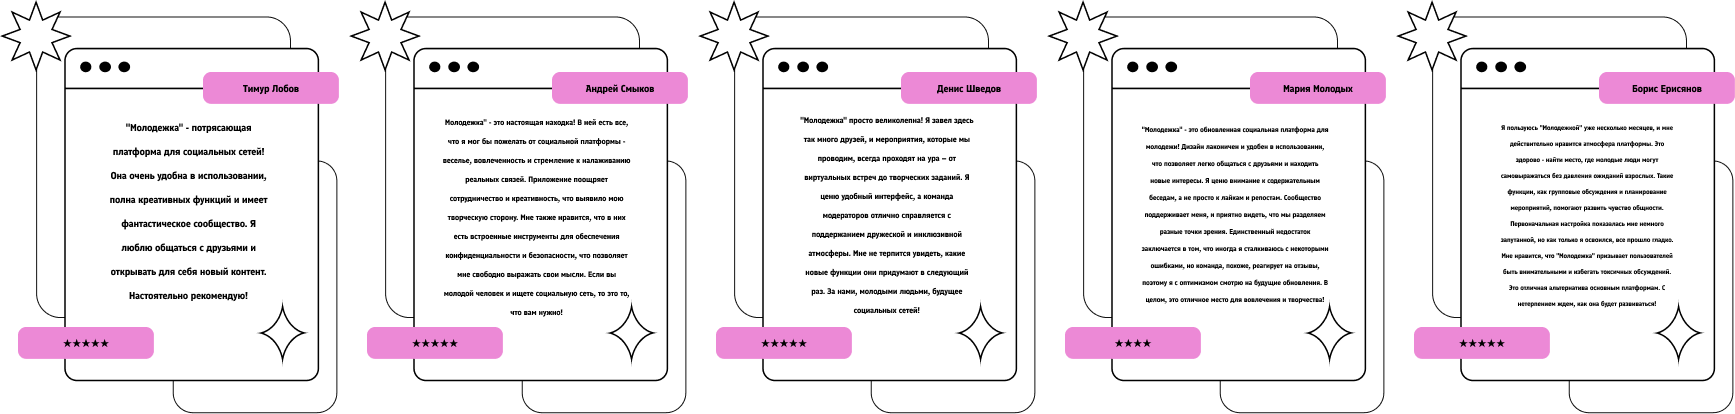 Тимур Лобов
"Молодежка" - потрясающая
платформа для социальных сетей!
Она очень удобна в использовании,
полна креативных функций и имеет
фантастическое сообщество. Я
люблю общаться с друзьями и
открывать для себя новый контент.
Настоятельно рекомендую!
★★★★★
Андрей Смыков
Молодежка" - это настоящая находка! В ней есть все,
что я мог бы пожелать от социальной платформы -
веселье, вовлеченность и стремление к налаживанию
реальных связей. Приложение поощряет
сотрудничество и креативность, что выявило мою
творческую сторону. Мне также нравится, что в них
есть встроенные инструменты для обеспечения
конфиденциальности и безопасности, что позволяет
мне свободно выражать свои мысли. Если вы
молодой человек и ищете социальную сеть, то это то,
что вам нужно!
★★★★★
Денис Шведов
"Молодежка" просто великолепна! Я завел здесь
так много друзей, и мероприятия, которые мы
проводим, всегда проходят на ура – от
виртуальных встреч до творческих заданий. Я
ценю удобный интерфейс, а команда
модераторов отлично справляется с
поддержанием дружеской и инклюзивной
атмосферы. Мне не терпится увидеть, какие
новые функции они придумают в следующий
раз. За нами, молодыми людьми, будущее
социальных сетей!
★★★★★
Мария Молодых
"Молодежка" - это обновленная социальная платформа для
молодежи! Дизайн лаконичен и удобен в использовании,
что позволяет легко общаться с друзьями и находить
новые интересы. Я ценю внимание к содержательным
беседам, а не просто к лайкам и репостам. Сообщество
поддерживает меня, и приятно видеть, что мы разделяем
разные точки зрения. Единственный недостаток
заключается в том, что иногда я сталкиваюсь с некоторыми
ошибками, но команда, похоже, реагирует на отзывы,
поэтому я с оптимизмом смотрю на будущие обновления. В
целом, это отличное место для вовлечения и творчества!
★★★★
Борис Ерисянов
Я пользуюсь "Молодежкой" уже несколько месяцев, и мне
действительно нравится атмосфера платформы. Это
здорово - найти место, где молодые люди могут
самовыражаться без давления ожиданий взрослых. Такие
функции, как групповые обсуждения и планирование
мероприятий, помогают развить чувство общности.
Первоначальная настройка показалась мне немного
запутанной, но как только я освоился, все прошло гладко.
Мне нравится, что "Молодежка" призывает пользователей
быть внимательными и избегать токсичных обсуждений.
Это отличная альтернатива основным платформам. С
нетерпением ждем, как она будет развиваться!
★★★★★